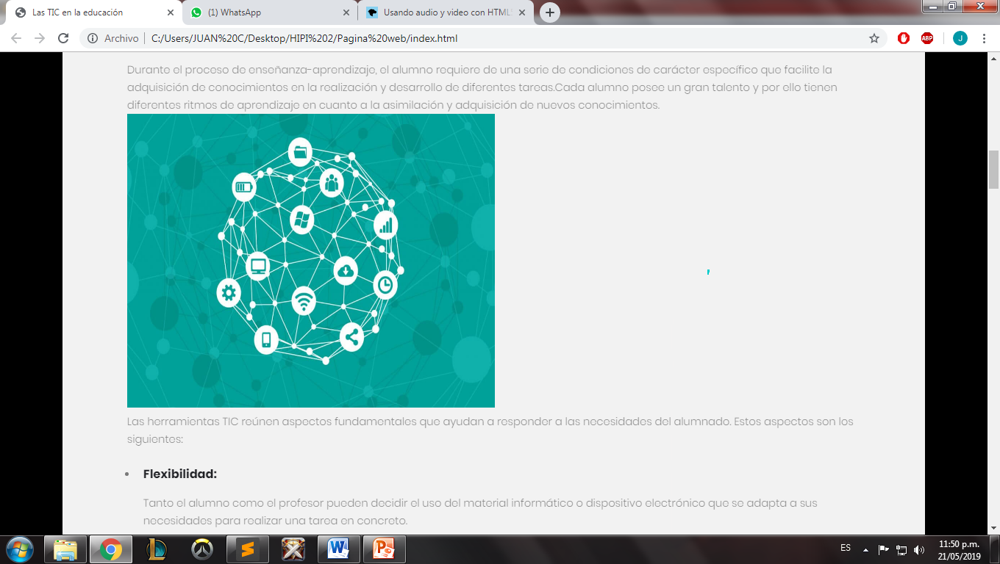 Las TIC en la educación
(1) WhatsApp
Usando audio y video con HTML
Archivo
C:/Users/JUAN%20C/Desktop/HIPI%202/Pagina%20web/index.html
ABP
J
Durante el proceso de enseñanza-aprendizaje, el alumno requiere de una serie de condiciones de carácter específico que facilite la
adquisición de conocimientos en la realización y desarrollo de diferentes tareas.Cada alumno posee un gran talento y por ello tienen
diferentes ritmos de aprendizaje en cuanto a la asimilación y adquisición de nuevos conocimientos.
Las herramientas TIC reúnen aspectos fundamentales que ayudan a responder a las necesidades del alumnado. Estos aspectos son los
siguientes:
Flexibilidad:
Tanto el alumno como el profesor pueden decidir el uso del material informático o dispositivo electrónico que se adapta a sus
necesidades para realizar una tarea en concreto.
ES
11:50 p.m.
21/05/2019